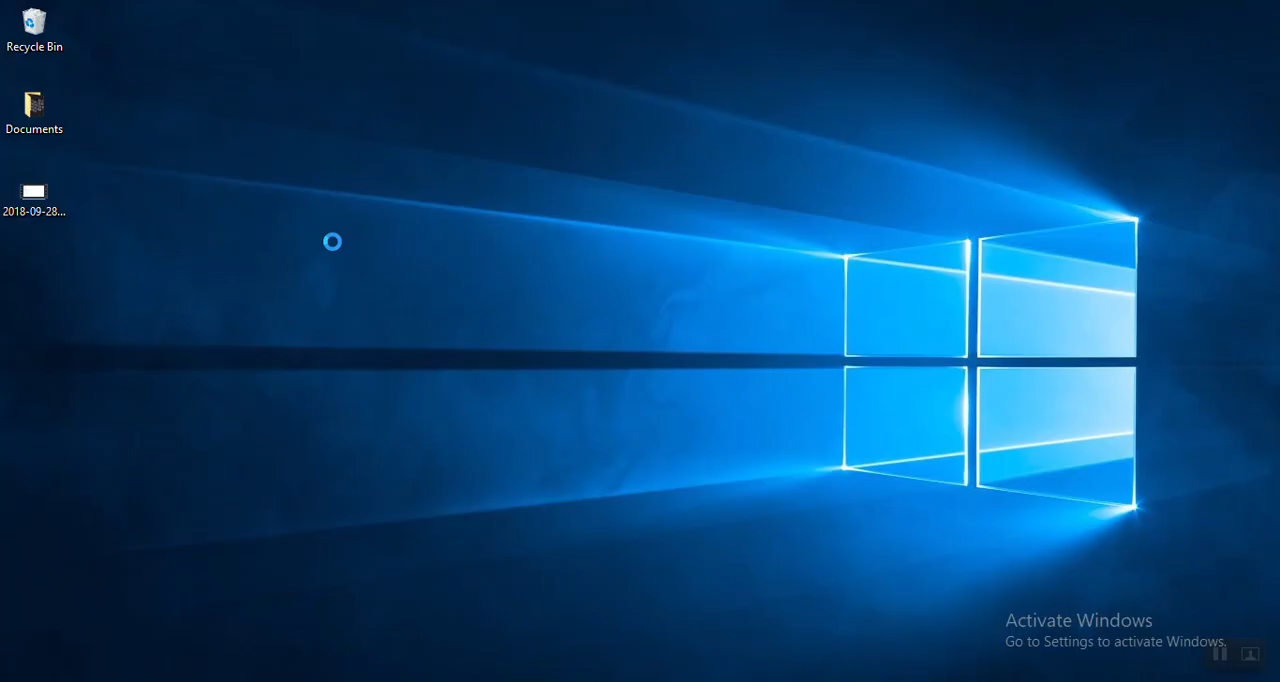 Recycle Bin
Documents
2018-09-28...
Activate Windows
Go to Settings to activate Windows.